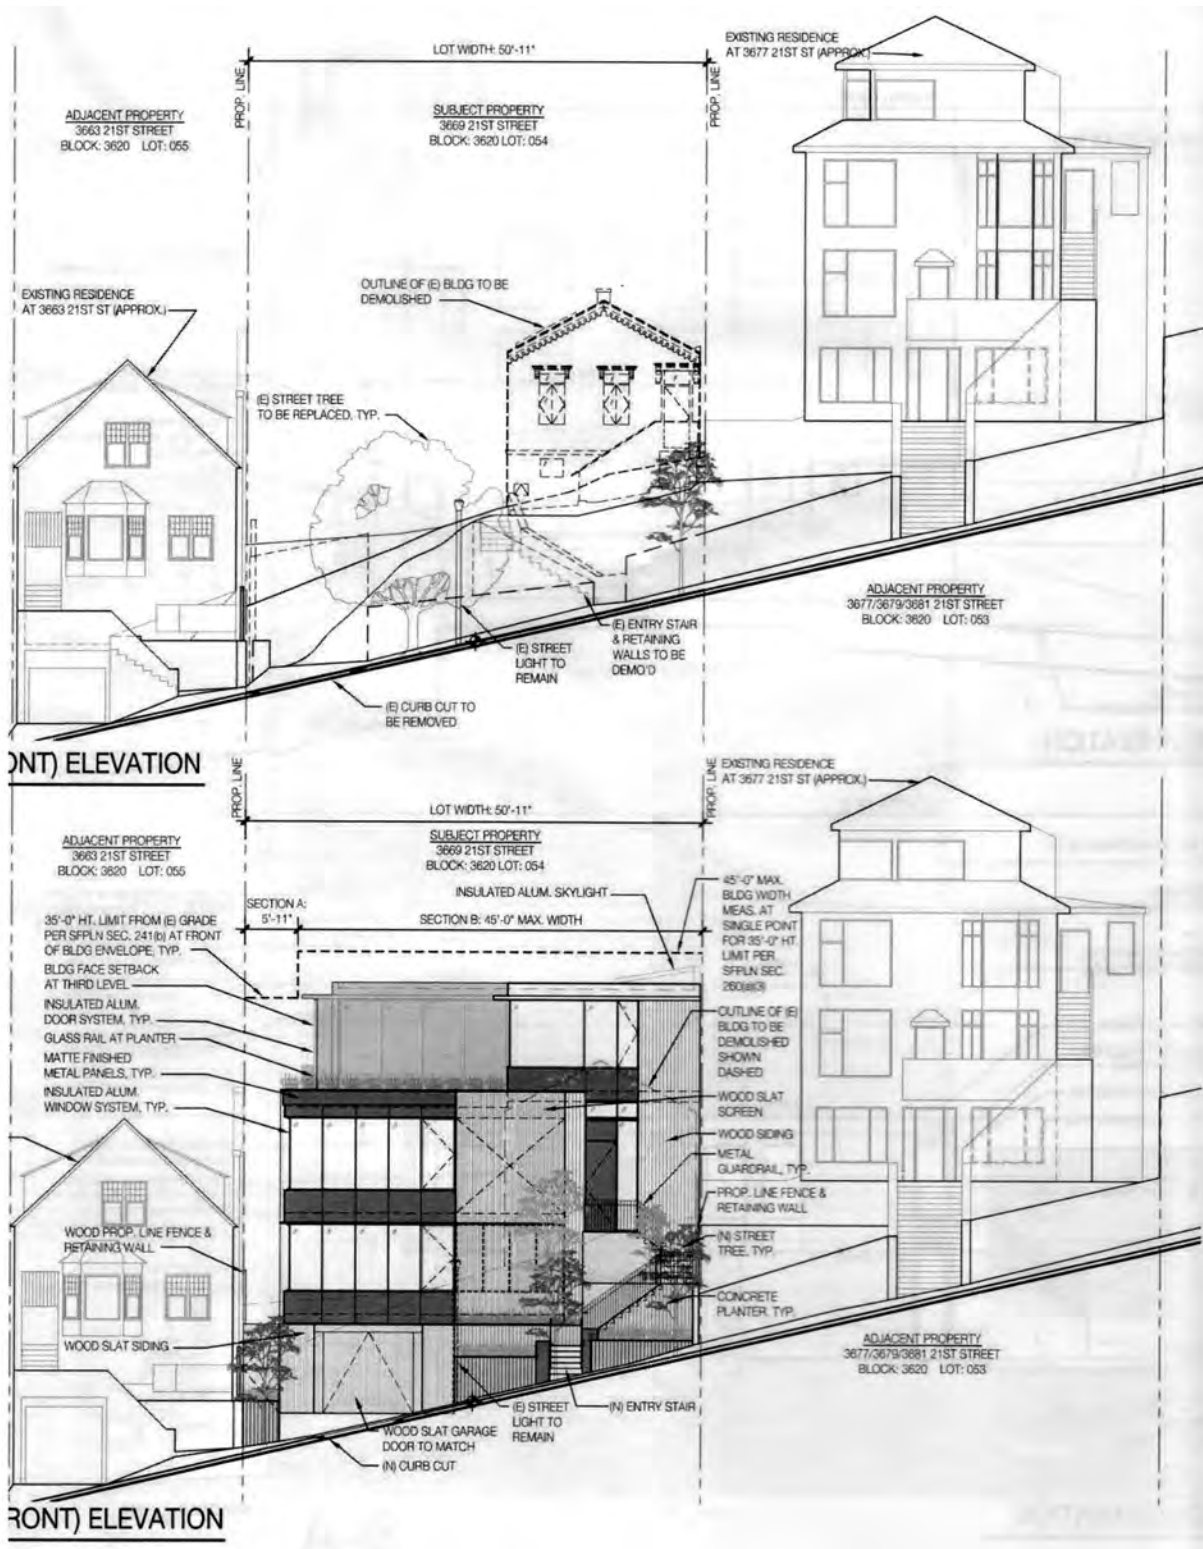 LOT WIDTH: 50'-11"
EXISTING RESIDENCE
AT 3677 21ST ST (APPROX.)
PROP. LINE
PROP. LINE
ADJACENT PROPERTY
3663 21ST STREET
BLOCK: 3620 LOT: 055
SUBJECT PROPERTY
3669 21ST STREET
BLOCK: 3620 LOT: 054
EXISTING RESIDENCE
AT 3663 21ST ST (APPROX.)
OUTLINE OF (E) BLDG TO BE
DEMOLISHED
(E) STREET TREE
TO BE REPLACED, TYP.
ADJACENT PROPERTY
3677/3679/3681 21ST STREET
BLOCK: 3620 LOT: 053
(E) ENTRY STAIR
& RETAINING
WALLS TO BE
DEMO'D
(E) STREET
LIGHT TO
REMAIN
(E) CURB CUT TO
BE REMOVED
ONT) ELEVATION
PROP. LINE
PROP. LINE
EXISTING RESIDENCE
AT 3677 21ST ST (APPROX.)
LOT WIDTH: 50'-11"
ADJACENT PROPERTY
3663 21ST STREET
BLOCK: 3620 LOT: 055
SUBJECT PROPERTY
3669 21ST STREET
BLOCK: 3620 LOT: 054
INSULATED ALUM. SKYLIGHT
SECTION A:
5'-11"
SECTION B: 45'-0" MAX. WIDTH
45'-0" MAX.
BLDG WIDTH
MEAS. AT
SINGLE POINT
FOR 35'-0" HT.
LIMIT PER
SFPLN SEC.
260(a)(3)
35'-0" HT. LIMIT FROM (E) GRADE
PER SFPLN SEC. 241(b) AT FRONT
OF BLDG ENVELOPE, TYP.
BLDG FACE SETBACK
AT THIRD LEVEL
INSULATED ALUM.
DOOR SYSTEM, TYP.
GLASS RAIL AT PLANTER
MATTE FINISHED
METAL PANELS, TYP.
INSULATED ALUM.
WINDOW SYSTEM, TYP.
OUTLINE OF (E)
BLDG TO BE
DEMOLISHED
SHOWN
DASHED
WOOD SLAT
SCREEN
WOOD SIDING
METAL
GUARDRAIL, TYP.
PROP. LINE FENCE &
RETAINING WALL
(N) STREET
TREE, TYP.
CONCRETE
PLANTER TYP.
WOOD PROP. LINE FENCE &
RETAINING WALL
WOOD SLAT SIDING
ADJACENT PROPERTY
3677/3679/3681 21ST STREET
BLOCK: 3620 LOT: 053
(N) ENTRY STAIR
(E) STREET
LIGHT TO
REMAIN
WOOD SLAT GARAGE
DOOR TO MATCH
(N) CURB CUT
RONT) ELEVATION